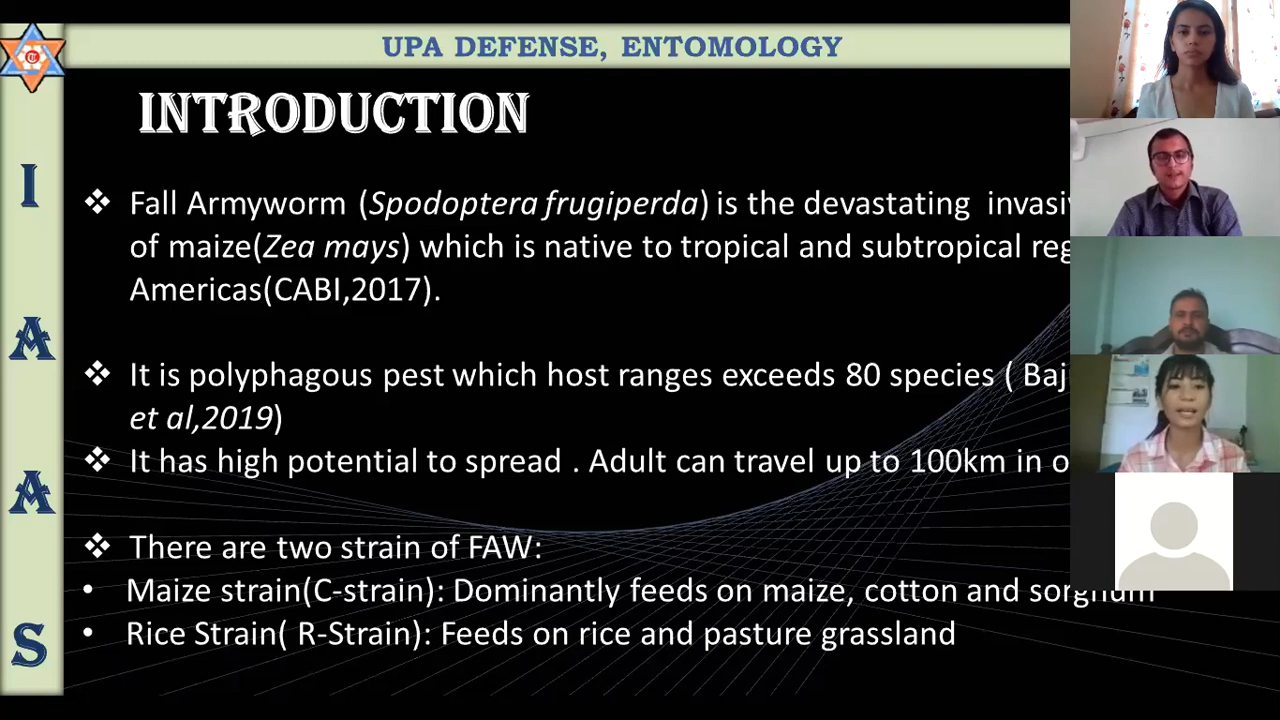 UPA DEFENSE, ENTOMOLOGY
I
A
A
S
INTRODUCTION
❖ Fall Armyworm (Spodoptera frugiperda) is the devastating
of maize(Zea mays) which is native to tropical and subtropical
Americas(CABI,2017).
❖ It is polyphagous pest which host ranges exceeds 80 species (
et al,2019)
❖ It has high potential to spread . Adult can travel up to 100km in
❖ There are two strain of FAW:
• Maize strain(C-strain): Dominantly feeds on maize, cotton and sorghum
• Rice Strain( R-Strain): Feeds on rice and pasture grassland